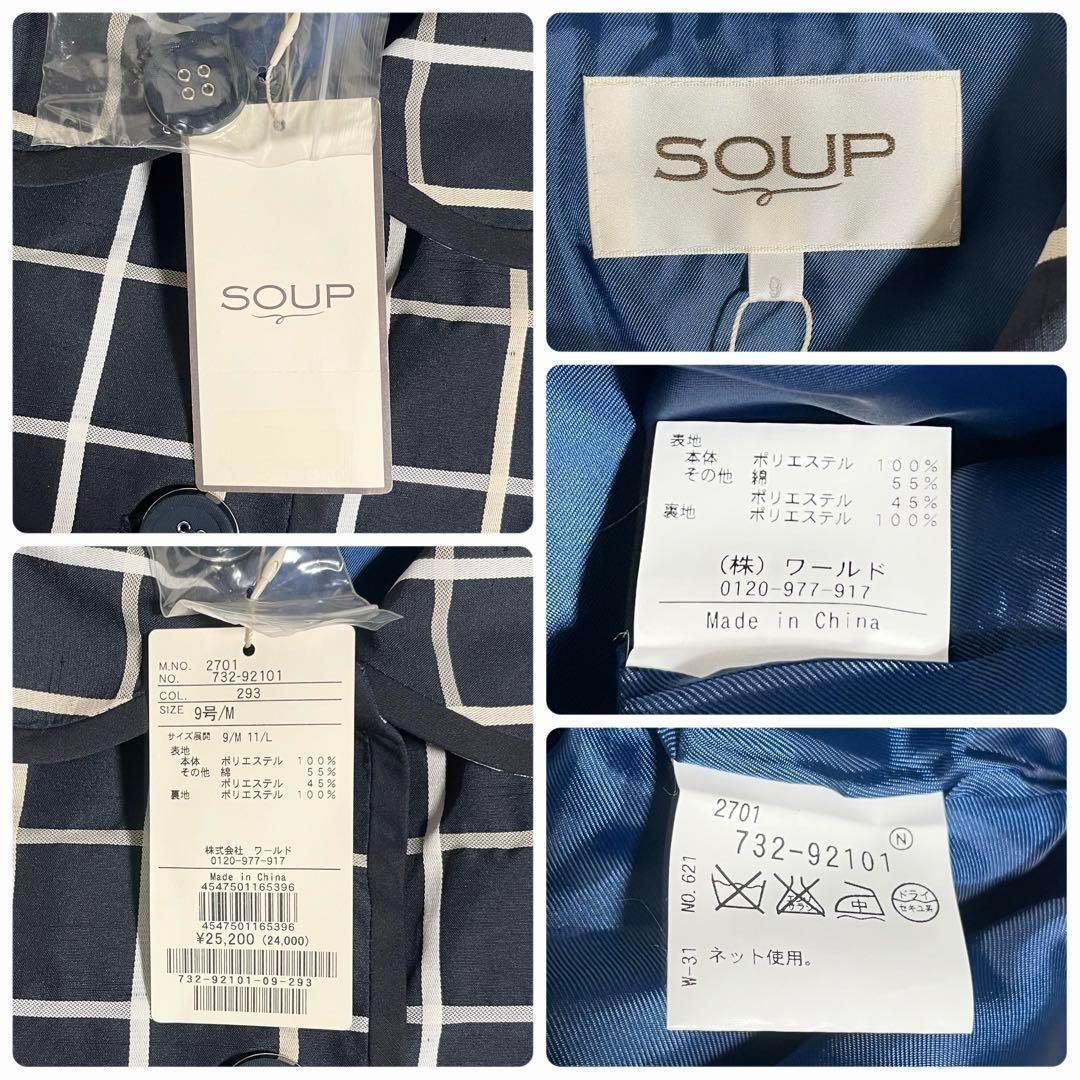 SOUP
SOUP
9
表地
本体 ポリエステル 100%
その他 綿 55%
ポリエステル 45%
裏地 ポリエステル 100%
(株) ワールド
0120-977-917
Made in China
M.NO. 2701
NO. 732-92101
COL. 293
SIZE 9号/M
サイズ展開 9/M 11/L
表地
本体 ポリエステル 100%
その他 綿 55%
ポリエステル 45%
裏地 ポリエステル 100%
株式会社 ワールド
0120-977-917
Made in China
4547501165396
4547501165396
¥25,200 (24,000)
732-92101-09-293
2701
732-92101 N
NO.621
中
ドライ
セキユ系
W-31
ネット使用。